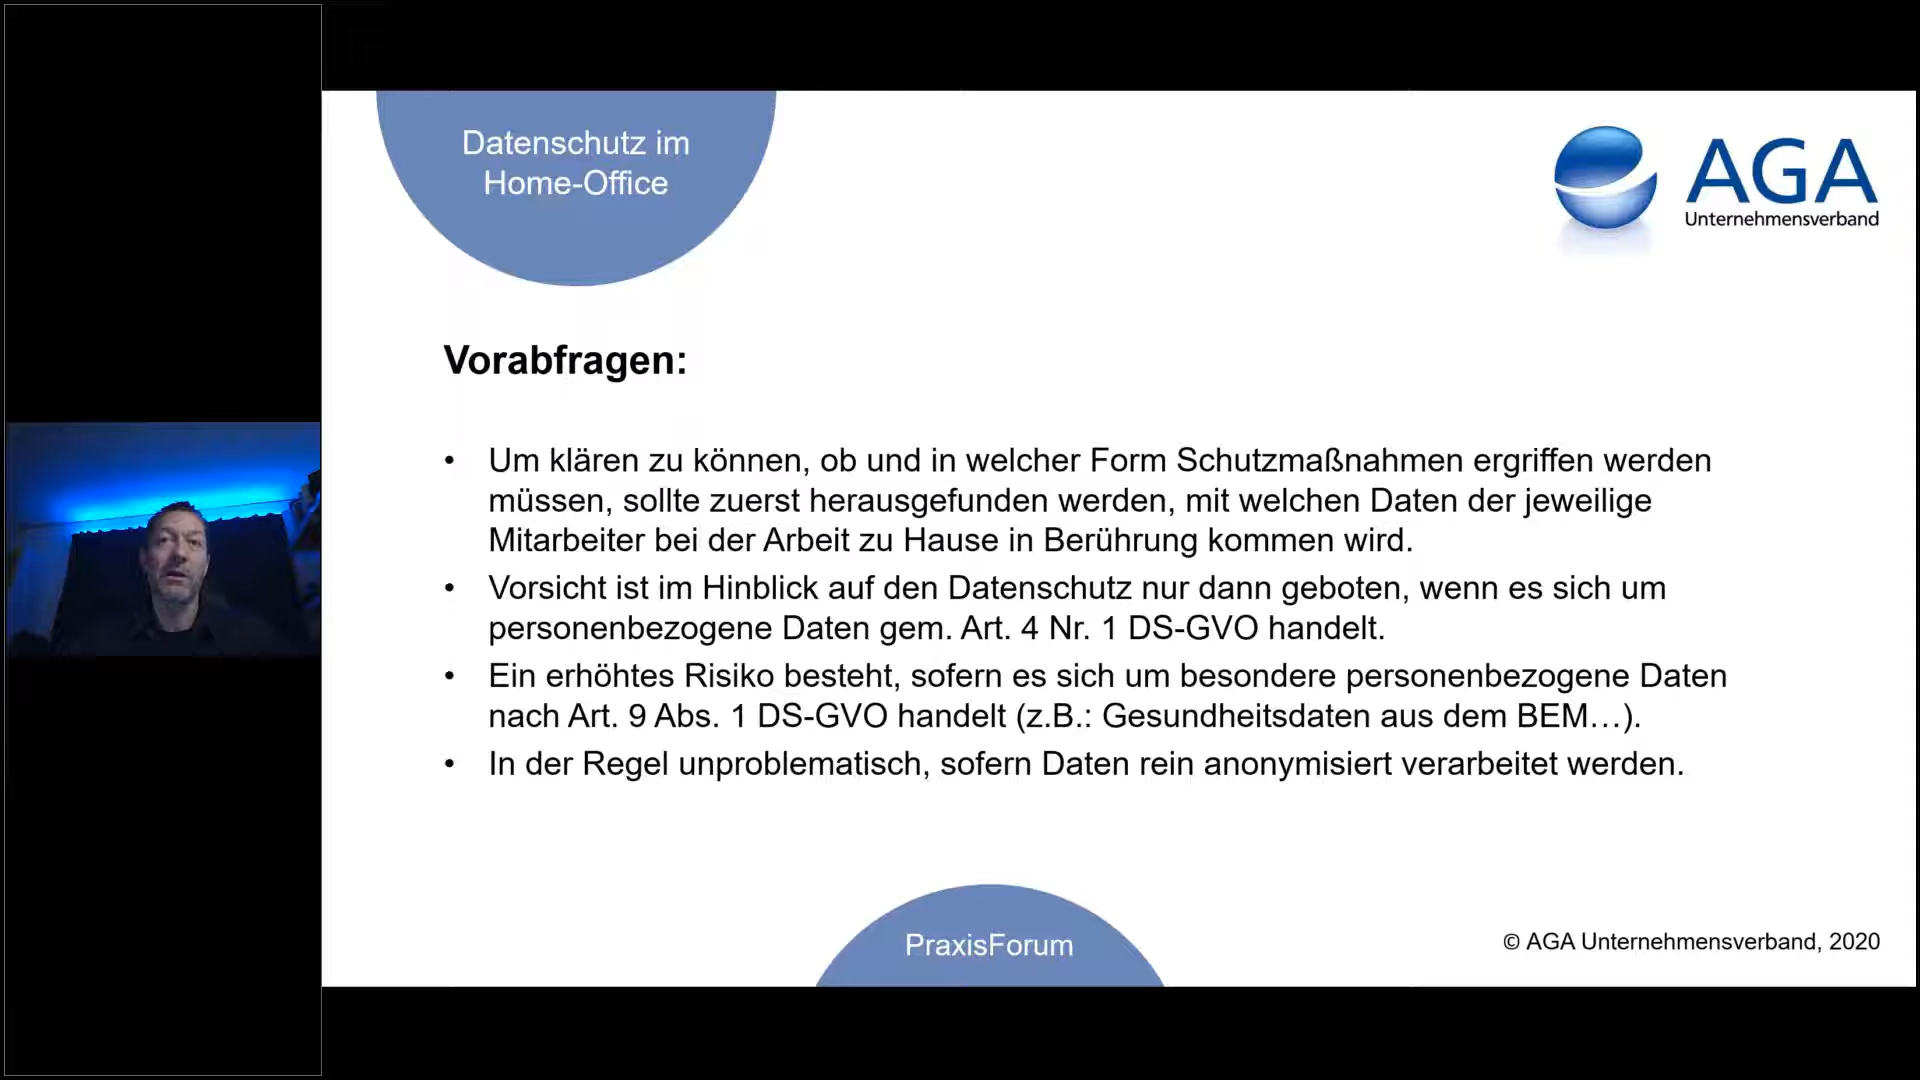 Datenschutz im
Home-Office
AGA
Unternehmensverband
Vorabfragen:
• Um klären zu können, ob und in welcher Form Schutzmaßnahmen ergriffen werden
müssen, sollte zuerst herausgefunden werden, mit welchen Daten der jeweilige
Mitarbeiter bei der Arbeit zu Hause in Berührung kommen wird.
• Vorsicht ist im Hinblick auf den Datenschutz nur dann geboten, wenn es sich um
personenbezogene Daten gem. Art. 4 Nr. 1 DS-GVO handelt.
• Ein erhöhtes Risiko besteht, sofern es sich um besondere personenbezogene Daten
nach Art. 9 Abs. 1 DS-GVO handelt (z.B.: Gesundheitsdaten aus dem BEM…).
• In der Regel unproblematisch, sofern Daten rein anonymisiert verarbeitet werden.
PraxisForum
© AGA Unternehmensverband, 2020